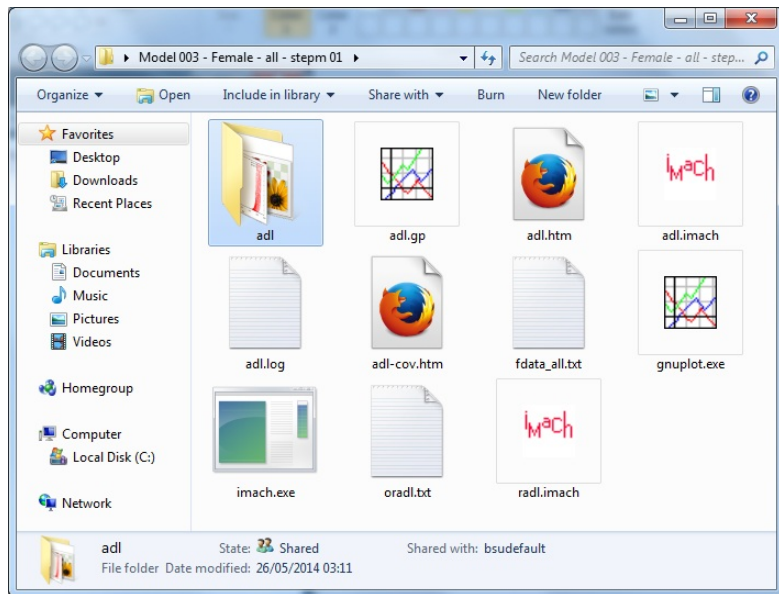 Model 003 - Female - all - stepm 01
Search Model 003 - Female - all - step...
Organize Open Include in library Share with Burn New folder
Favorites
Desktop
Downloads
Recent Places
Libraries
Documents
Music
Pictures
Videos
Homegroup
Computer
Local Disk (C:)
Network
adl
adl.gp
adl.htm
iMach
adl.imach
adl.log
adl-cov.htm
fdata_all.txt
gnuplot.exe
imach.exe
oradl.txt
iMach
radl.imach
adl State: Shared Shared with: bsudefault
File folder Date modified: 26/05/2014 03:11